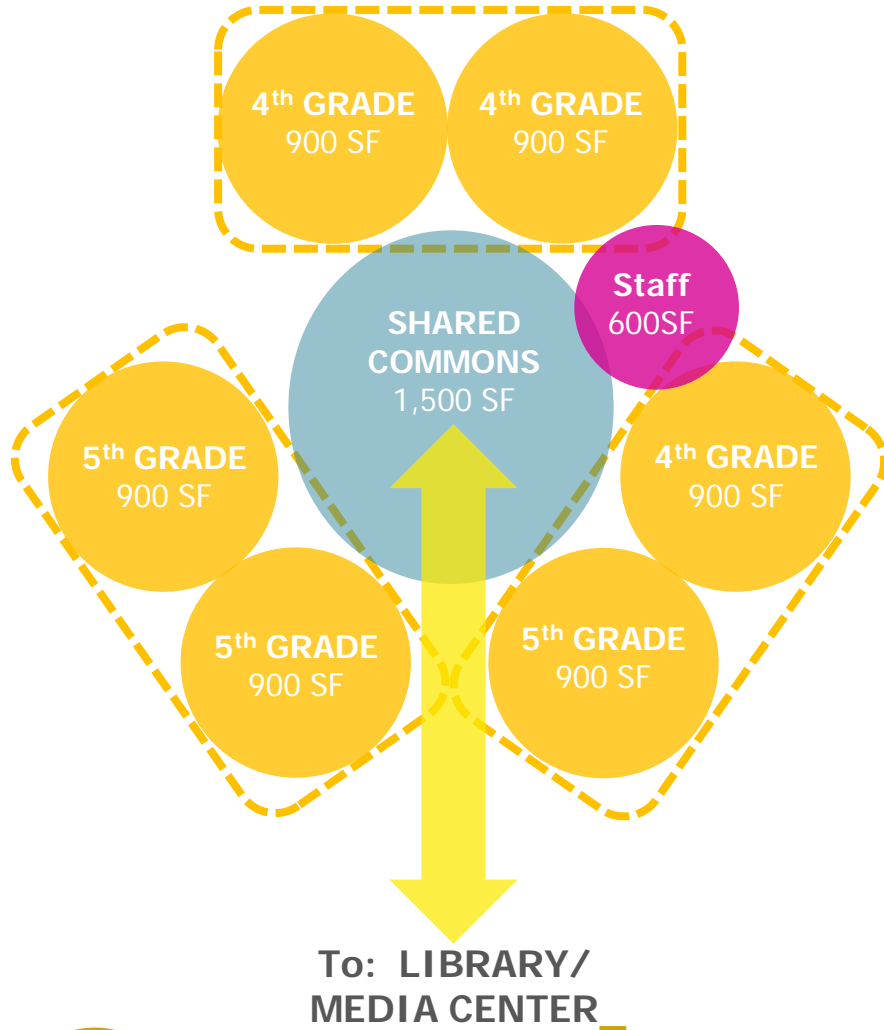 4th GRADE
900 SF
4th GRADE
900 SF
Staff
600SF
SHARED
COMMONS
1,500 SF
5th GRADE
900 SF
4th GRADE
900 SF
5th GRADE
900 SF
5th GRADE
900 SF
To: LIBRARY/
MEDIA CENTER